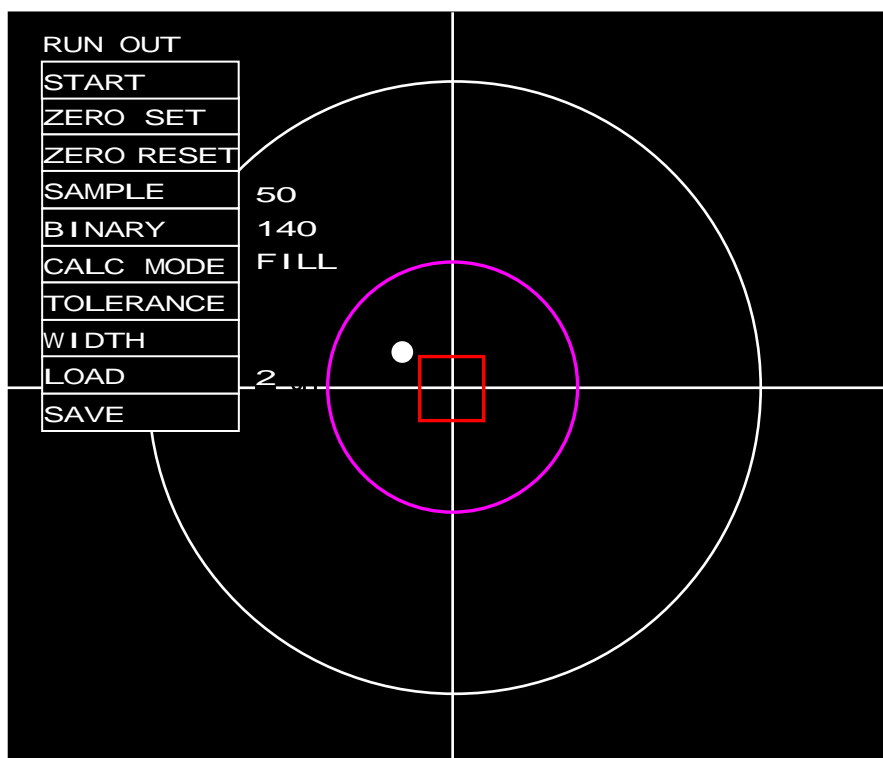 RUN OUT
START
ZERO SET
ZERO RESET
SAMPLE 50
BINARY 140
CALC MODE FILL
TOLERANCE
WIDTH
LOAD 2
SAVE